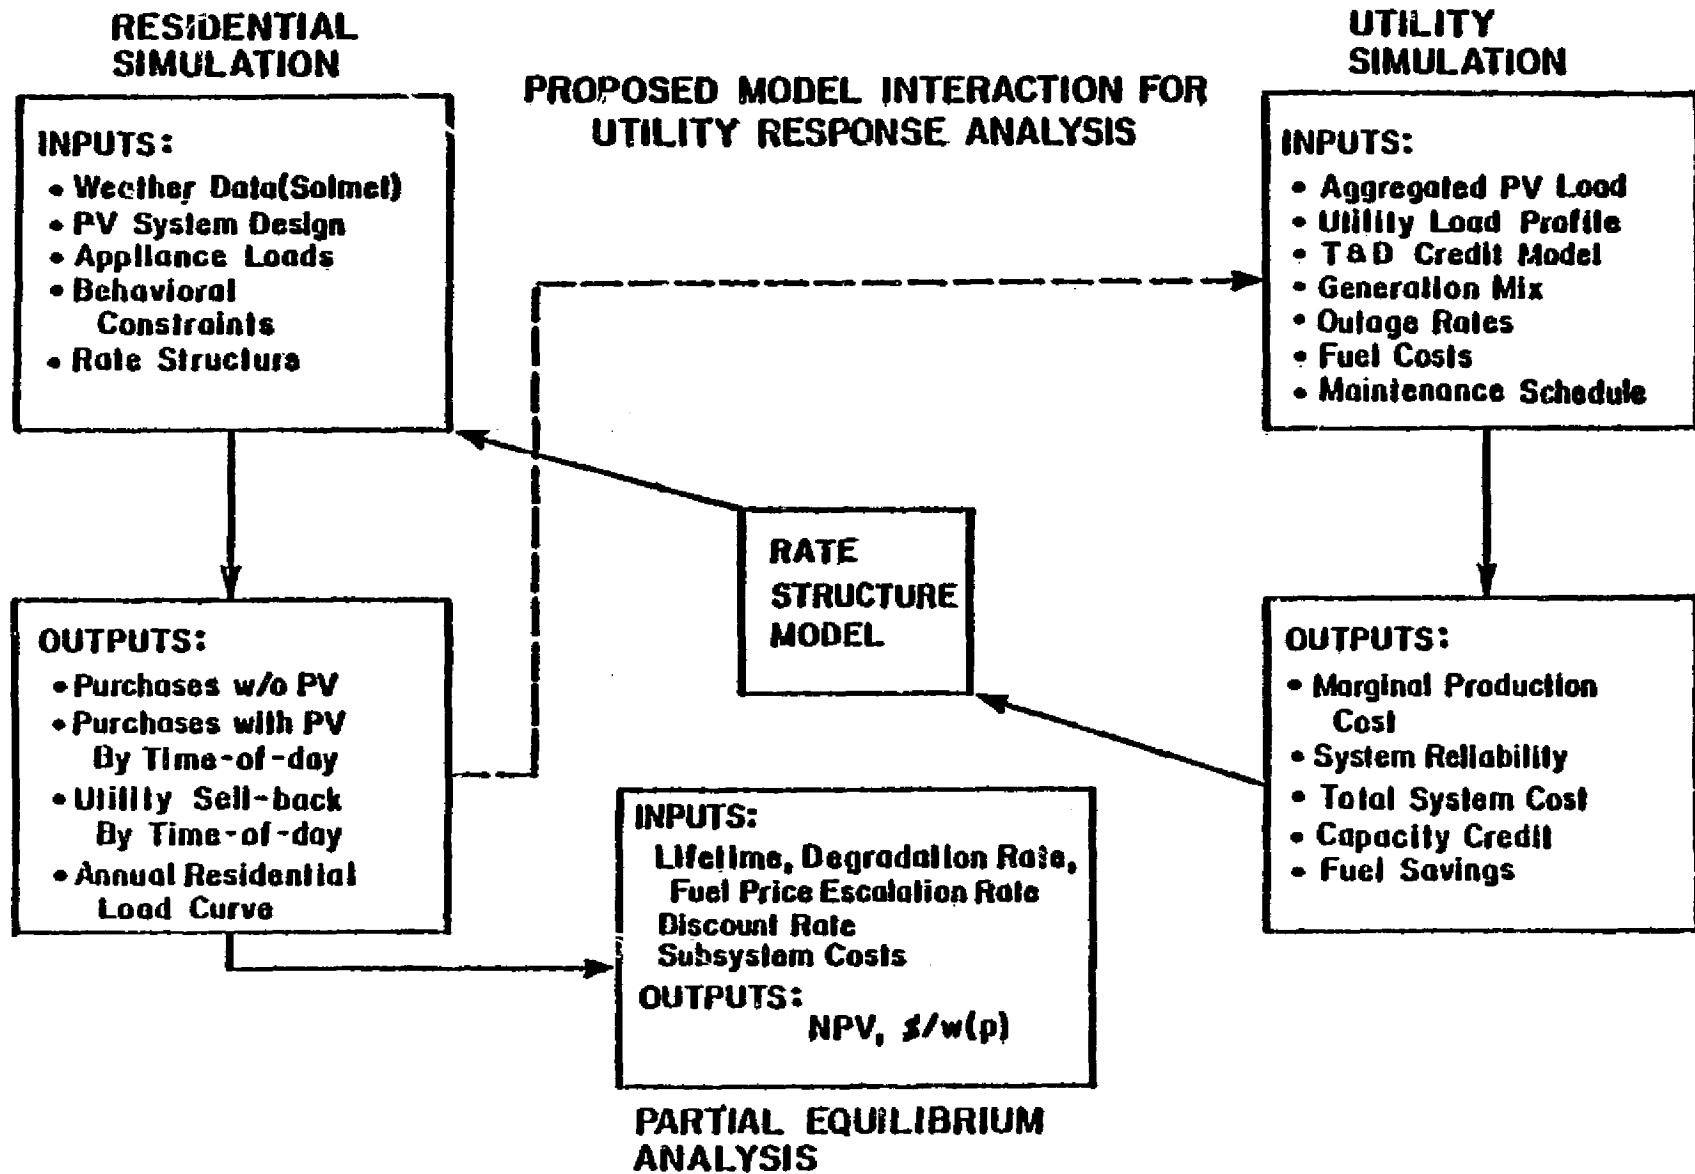 RESIDENTIAL
SIMULATION
INPUTS:
• Weather Data(Solmet)
• PV System Design
• Appliance Loads
• Behavioral
Constraints
• Rate Structure
OUTPUTS:
• Purchases w/o PV
• Purchases with PV
By Time-of-day
• Utility Sell-back
By Time-of-day
• Annual Residential
Load Curve
PROPOSED MODEL INTERACTION FOR
UTILITY RESPONSE ANALYSIS
RATE
STRUCTURE
MODEL
INPUTS:
Lifetime, Degradation Rate,
Fuel Price Escalation Rate
Discount Rate
Subsystem Costs
OUTPUTS:
NPV, $/w(p)
PARTIAL EQUILIBRIUM
ANALYSIS
UTILITY
SIMULATION
INPUTS:
• Aggregated PV Load
• Utility Load Profile
• T&D Credit Model
• Generation Mix
• Outage Rates
• Fuel Costs
• Maintenance Schedule
OUTPUTS:
• Marginal Production
Cost
• System Reliability
• Total System Cost
• Capacity Credit
• Fuel Savings